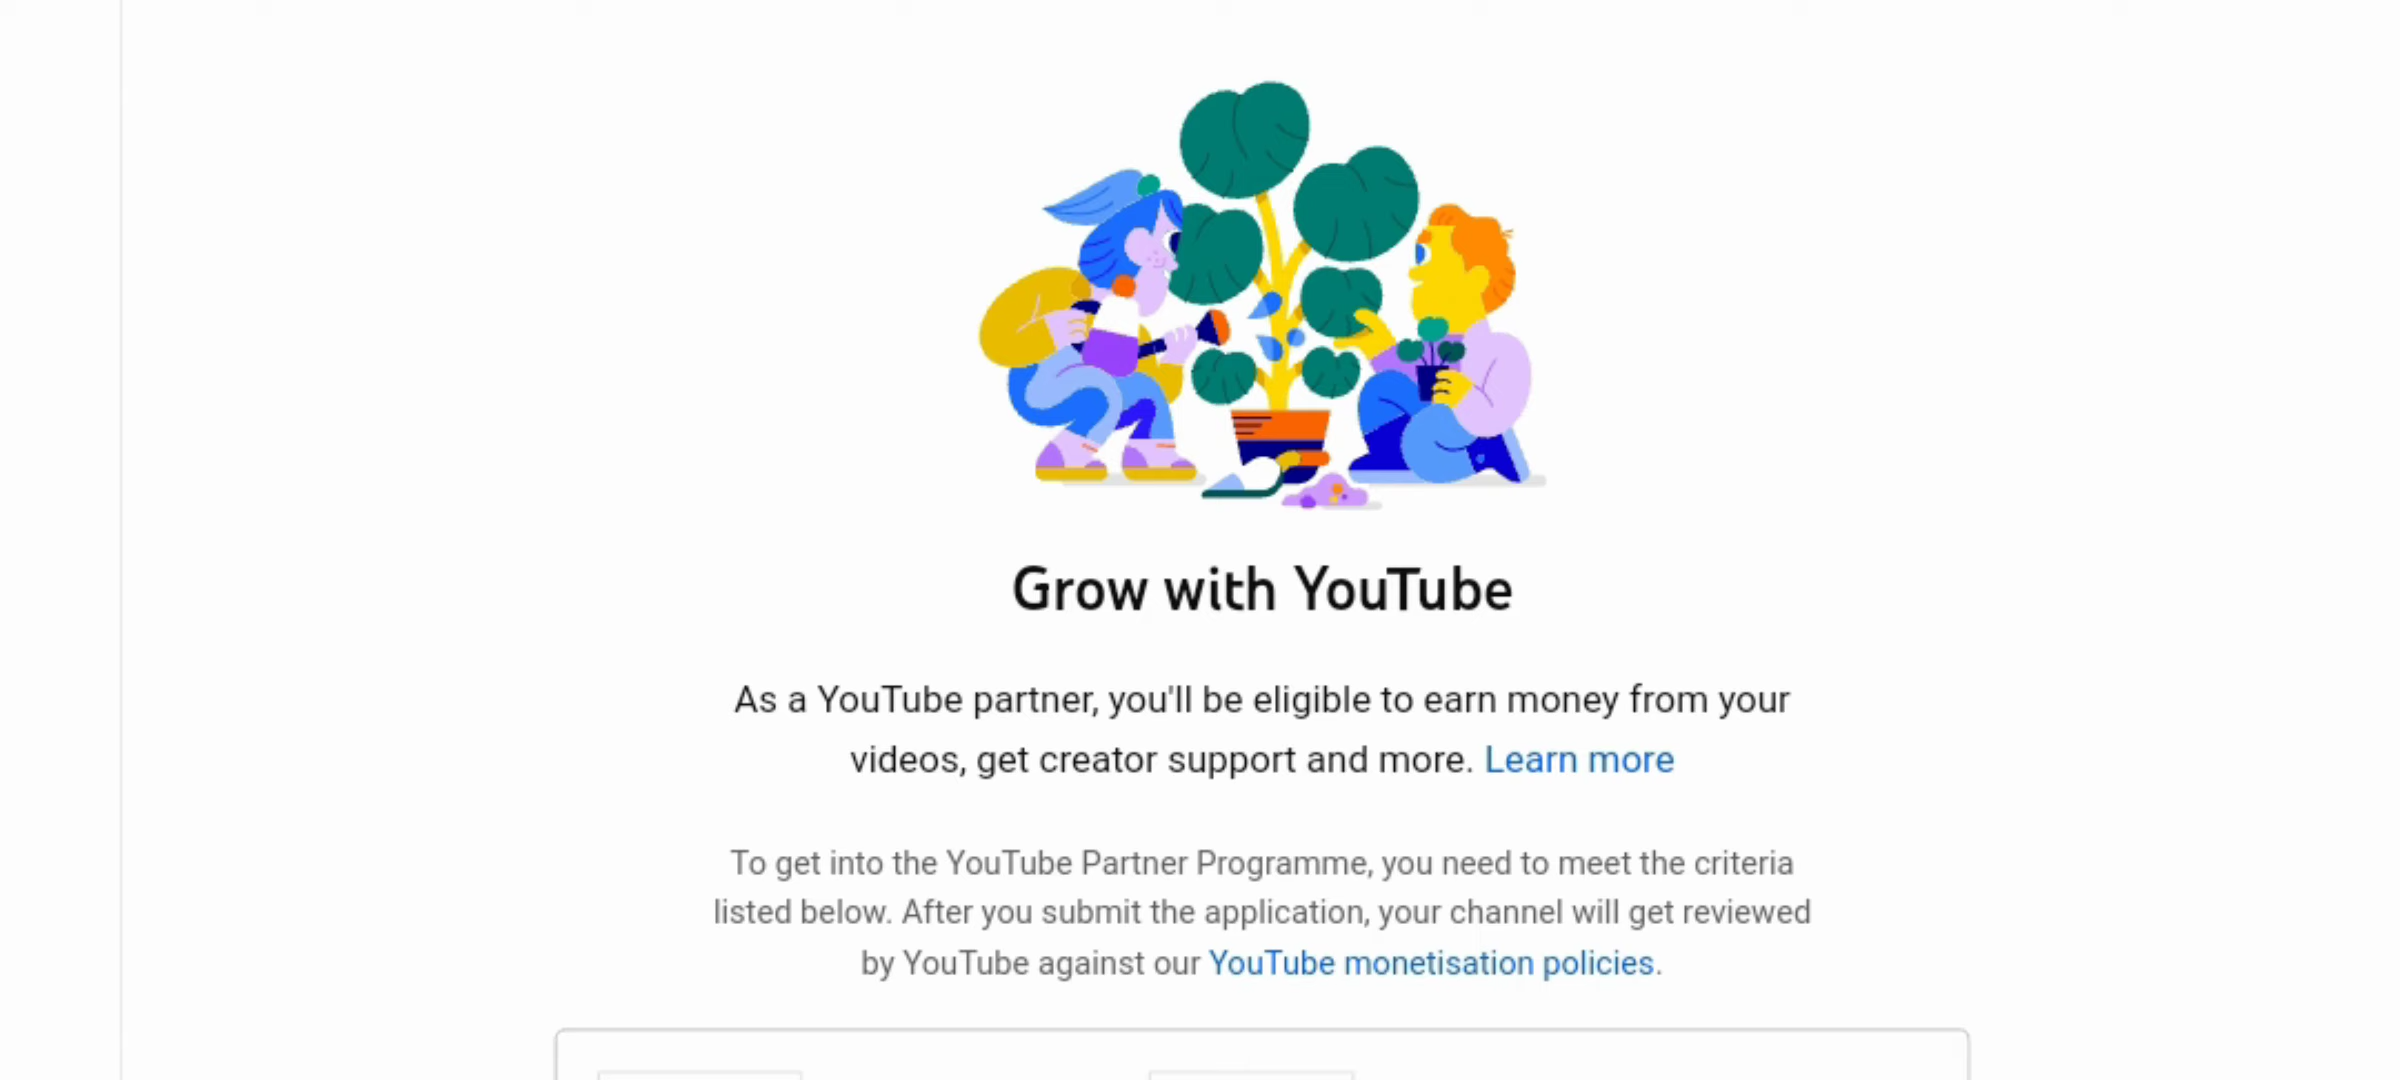 Grow with YouTube
As a YouTube partner, you'll be eligible to earn money from your
videos, get creator support and more. Learn more
To get into the YouTube Partner Programme, you need to meet the criteria
listed below. After you submit the application, your channel will get reviewed
by YouTube against our YouTube monetisation policies.